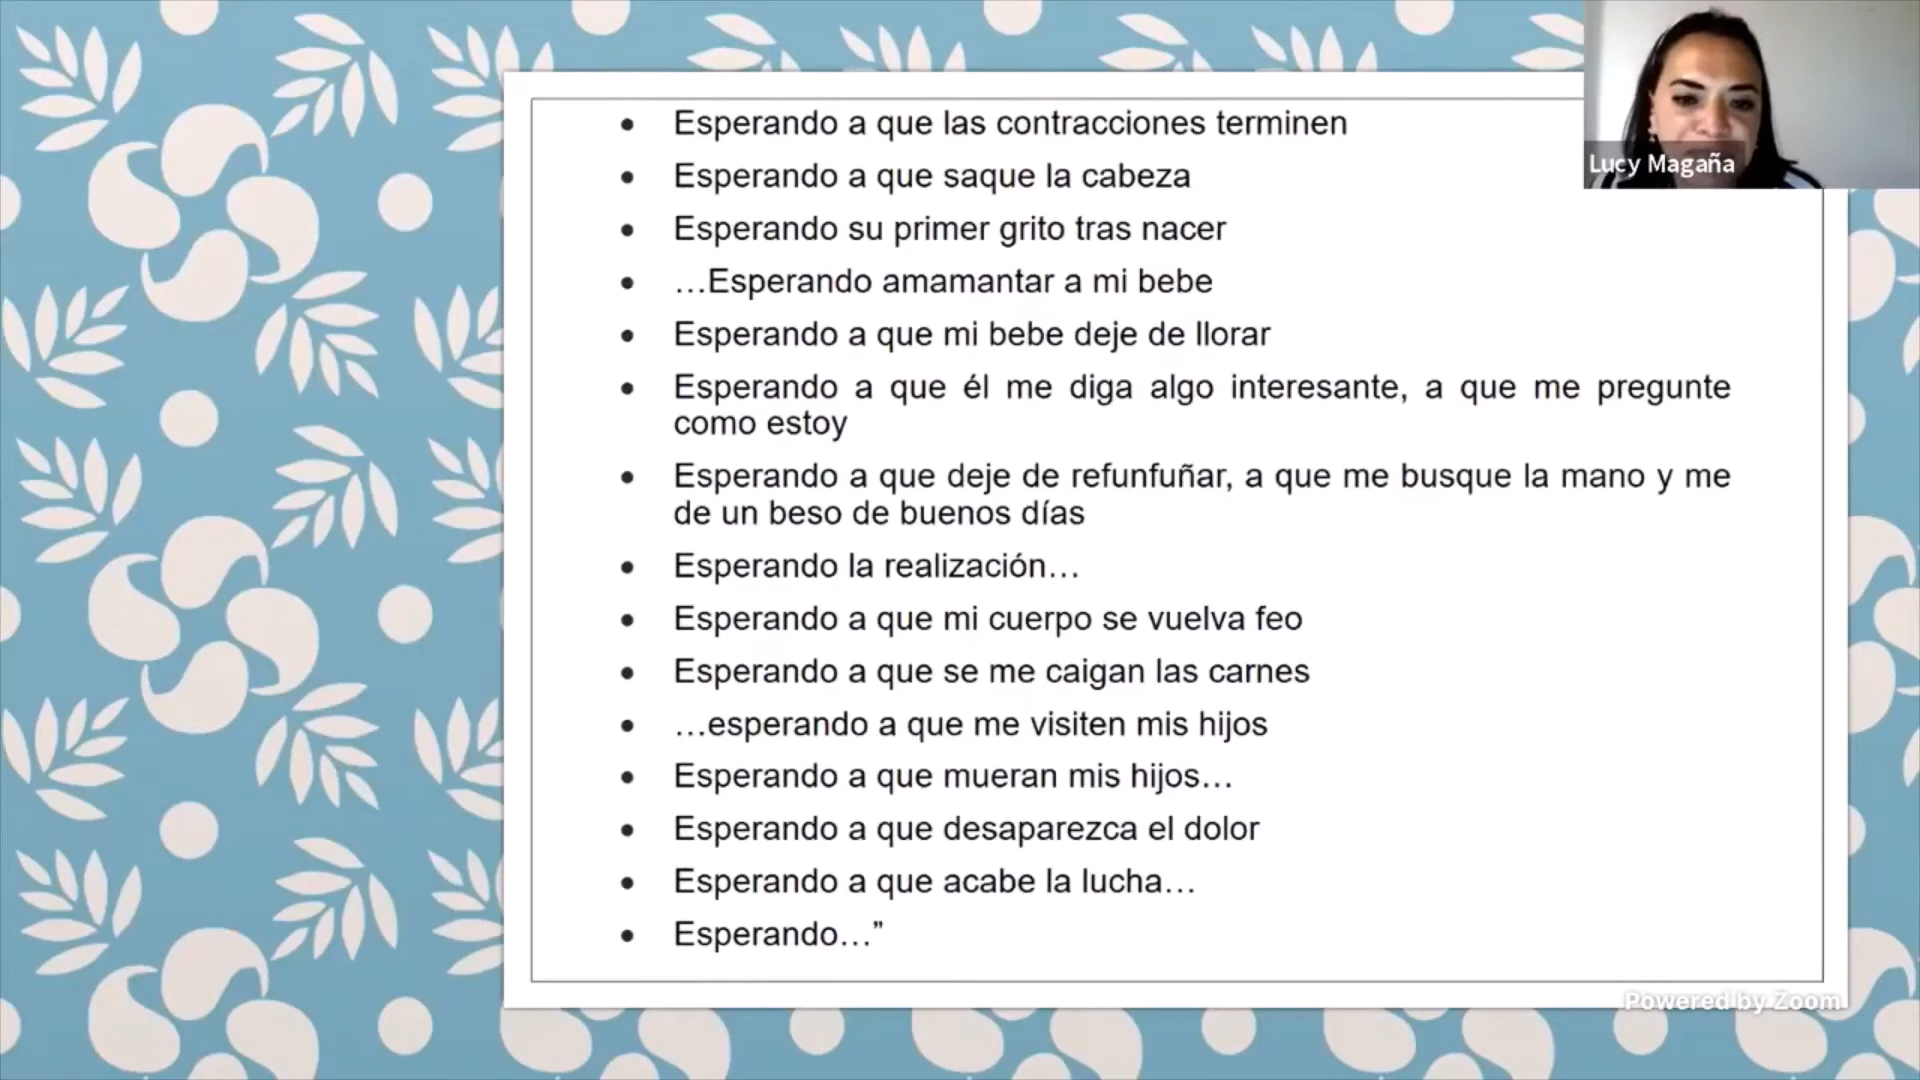 Esperando a que las contracciones terminen
Esperando a que saque la cabeza
Esperando su primer grito tras nacer
…Esperando amamantar a mi bebe
Esperando a que mi bebe deje de llorar
Esperando a que él me diga algo interesante, a que me pregunte
como estoy
Esperando a que deje de refunfuñar, a que me busque la mano y me
de un beso de buenos días
Esperando la realización…
Esperando a que mi cuerpo se vuelva feo
Esperando a que se me caigan las carnes
…esperando a que me visiten mis hijos
Esperando a que mueran mis hijos…
Esperando a que desaparezca el dolor
Esperando a que acabe la lucha…
Esperando…”
Lucy Magaña
Powered by Zoom